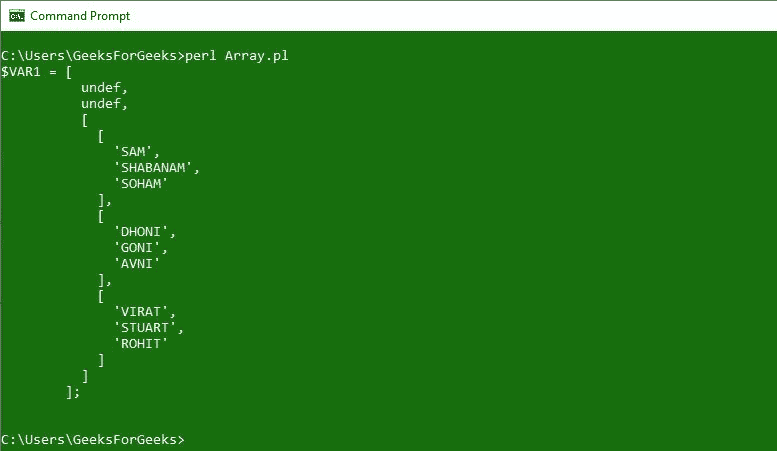 Command Prompt
C:\Users\GeeksForGeeks>perl Array.pl
$VAR1 = [
          undef,
          undef,
          [
            [
              'SAM',
              'SHABANAM',
              'SOHAM'
            ],
            [
              'DHONI',
              'GONI',
              'AVNI'
            ],
            [
              'VIRAT',
              'STUART',
              'ROHIT'
            ]
          ]
        ];
C:\Users\GeeksForGeeks>